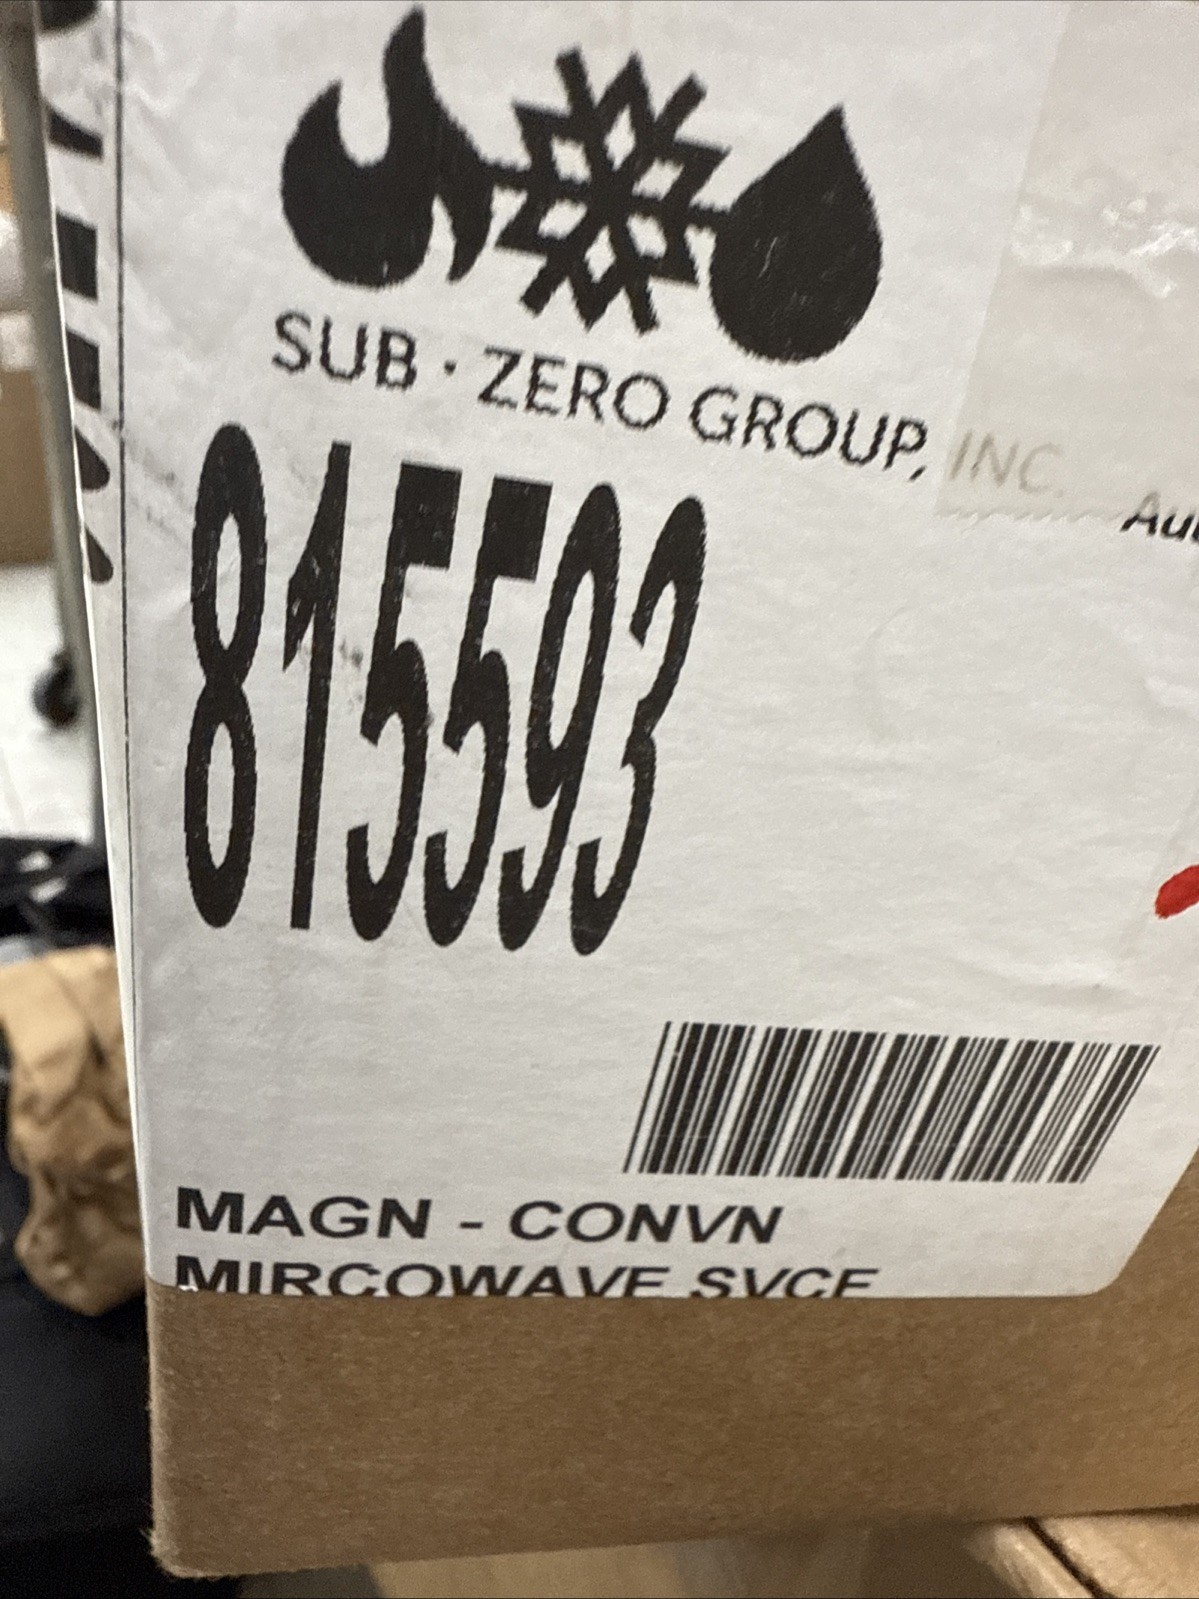 SUB · ZERO GROUP, INC.
815593
MAGN - CONVN
MIRCOWAVE SVCE